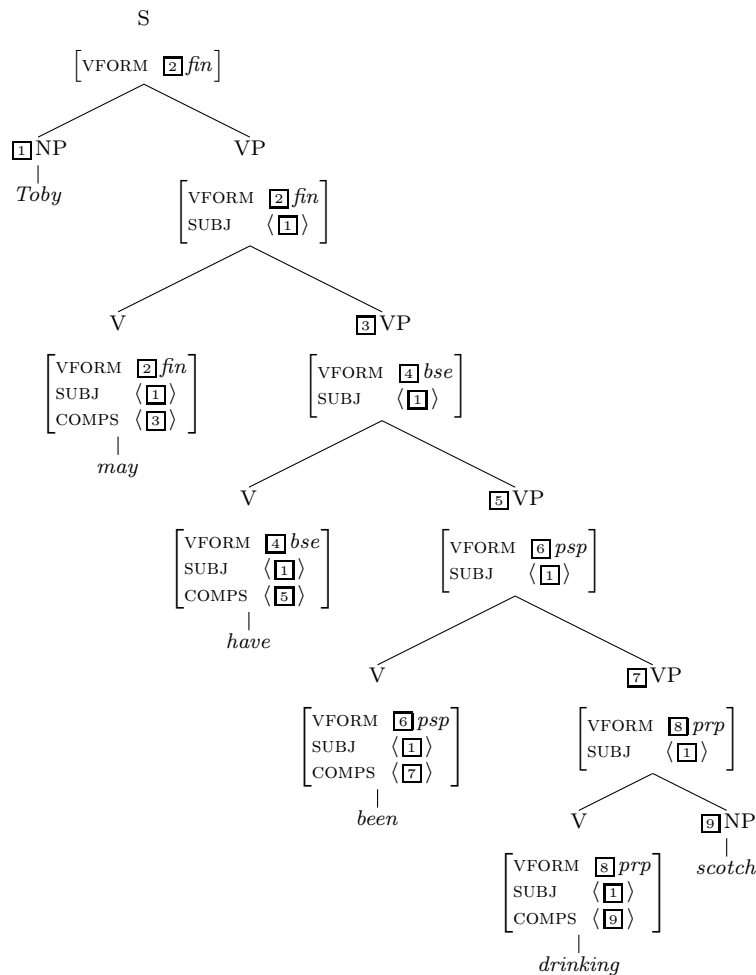 S
[VFORM 2 fin]
1 NP VP
Toby
[VFORM 2 fin
SUBJ ⟨ 1 ⟩]
V 3 VP
[VFORM 2 fin [VFORM 4 bse
SUBJ ⟨ 1 ⟩ SUBJ ⟨ 1 ⟩]
COMPS ⟨ 3 ⟩]
may
V 5 VP
[VFORM 4 bse [VFORM 6 psp
SUBJ ⟨ 1 ⟩ SUBJ ⟨ 1 ⟩]
COMPS ⟨ 5 ⟩]
have
V 7 VP
[VFORM 6 psp [VFORM 8 prp
SUBJ ⟨ 1 ⟩ SUBJ ⟨ 1 ⟩]
COMPS ⟨ 7 ⟩]
been
V 9 NP
[VFORM 8 prp scotch
SUBJ ⟨ 1 ⟩
COMPS ⟨ 9 ⟩]
drinking